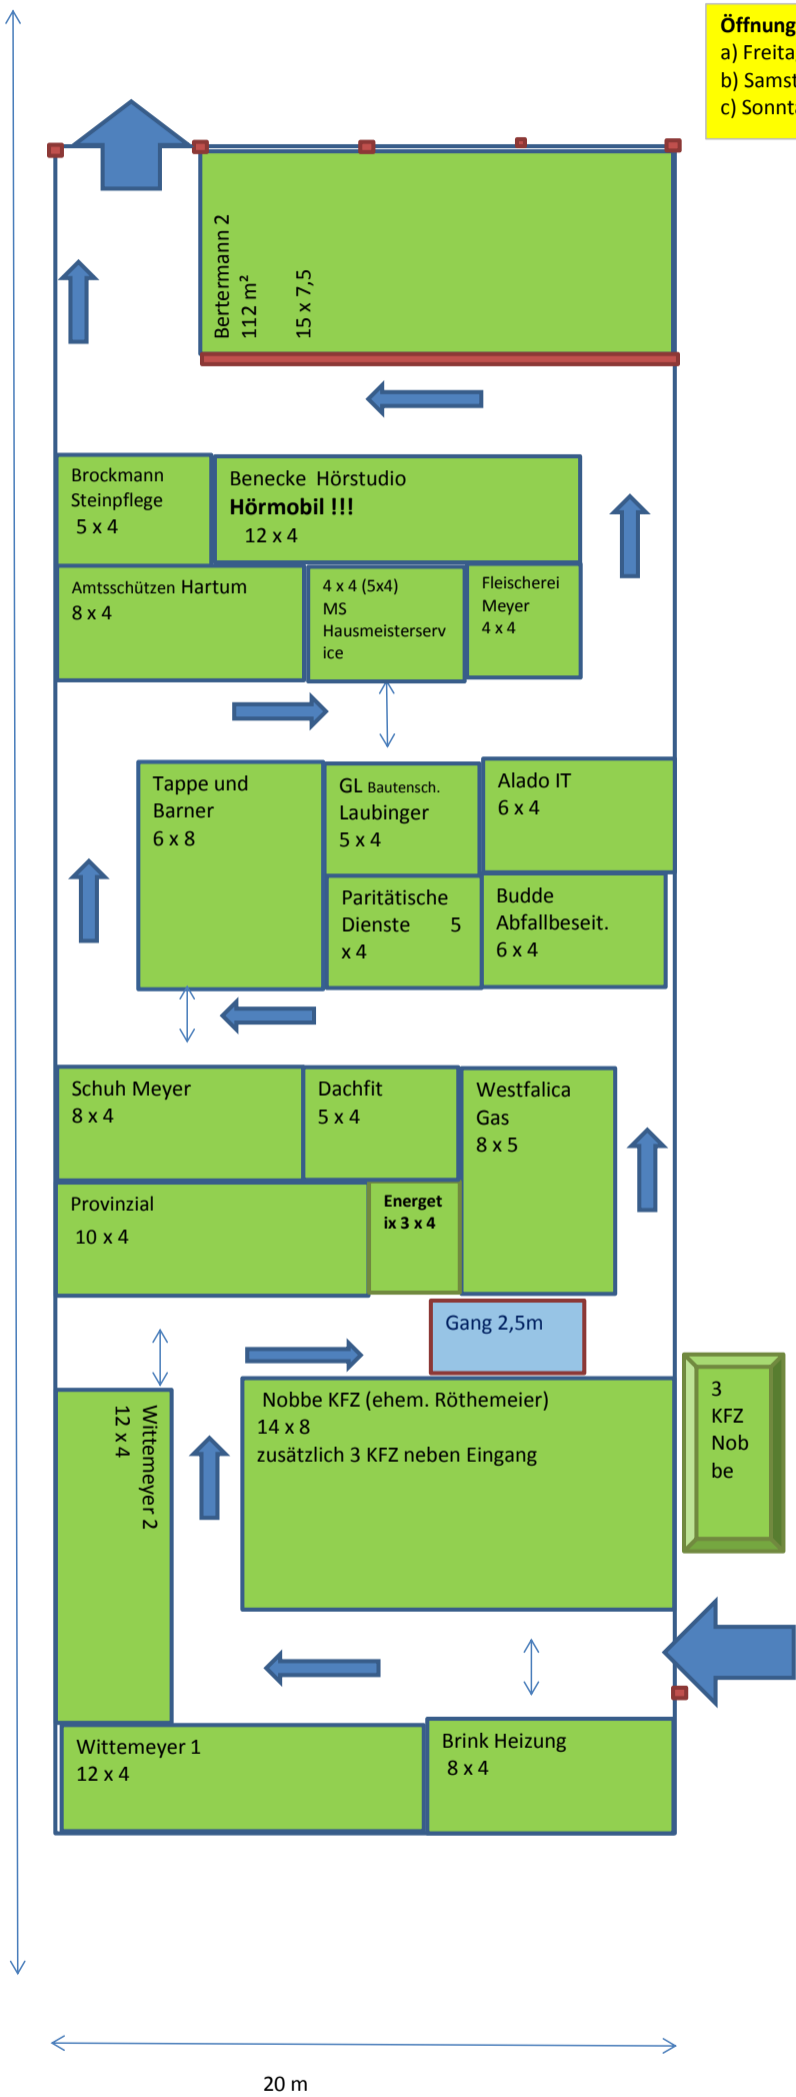 Öffnung
a) Freita
b) Samst
c) Sonnta
Bertermann 2
112 m²
15 x 7,5
Brockmann
Steinpflege
5 x 4
Benecke Hörstudio
Hörmobil !!!
12 x 4
Amtsschützen Hartum
8 x 4
4 x 4 (5x4)
MS
Hausmeisterserv
ice
Fleischerei
Meyer
4 x 4
Tappe und
Barner
6 x 8
GL Bautensch.
Laubinger
5 x 4
Alado IT
6 x 4
Paritätische
Dienste 5
x 4
Budde
Abfallbeseit.
6 x 4
Schuh Meyer
8 x 4
Dachfit
5 x 4
Westfalica
Gas
8 x 5
Provinzial
10 x 4
Energet
ix 3 x 4
Gang 2,5m
Nobbe KFZ (ehem. Röthemeier)
14 x 8
zusätzlich 3 KFZ neben Eingang
3
KFZ
Nob
be
Wittemeyer 2
12 x 4
Wittemeyer 1
12 x 4
Brink Heizung
8 x 4
20 m